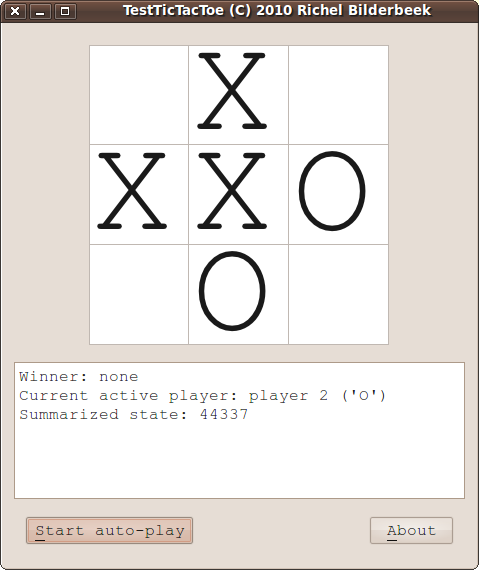 TestTicTacToe (C) 2010 Richel Bilderbeek
X
X X O
O
Winner: none
Current active player: player 2 ('O')
Summarized state: 44337
Start auto-play About